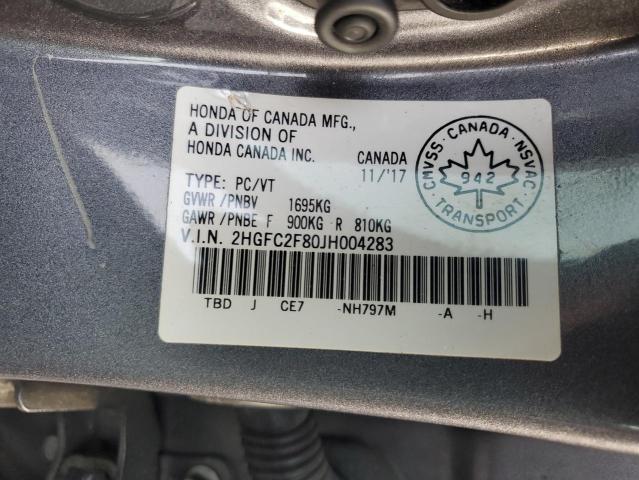 HONDA OF CANADA MFG.,
A DIVISION OF
HONDA CANADA INC. CANADA
11/'17
TYPE: PC/VT
GVWR/PNBV 1695KG
GAWR/PNBE F 900KG R 810KG
V.I.N. 2HGFC2F80JH004283
TBD J CE7 -NH797M -A -H
CMVSS · CANADA · NSVAC
942
TRANSPORT